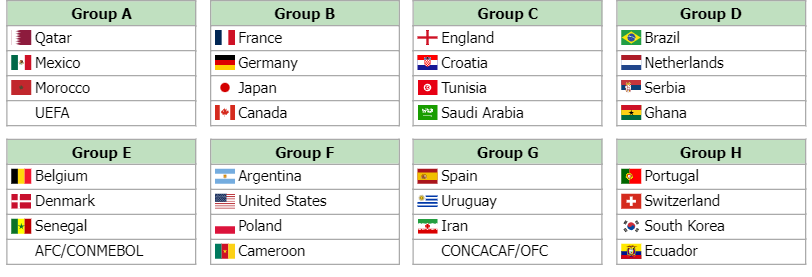 Group A
Qatar
Mexico
Morocco
UEFA
Group B
France
Germany
Japan
Canada
Group C
England
Croatia
Tunisia
Saudi Arabia
Group D
Brazil
Netherlands
Serbia
Ghana
Group E
Belgium
Denmark
Senegal
AFC/CONMEBOL
Group F
Argentina
United States
Poland
Cameroon
Group G
Spain
Uruguay
Iran
CONCACAF/OFC
Group H
Portugal
Switzerland
South Korea
Ecuador